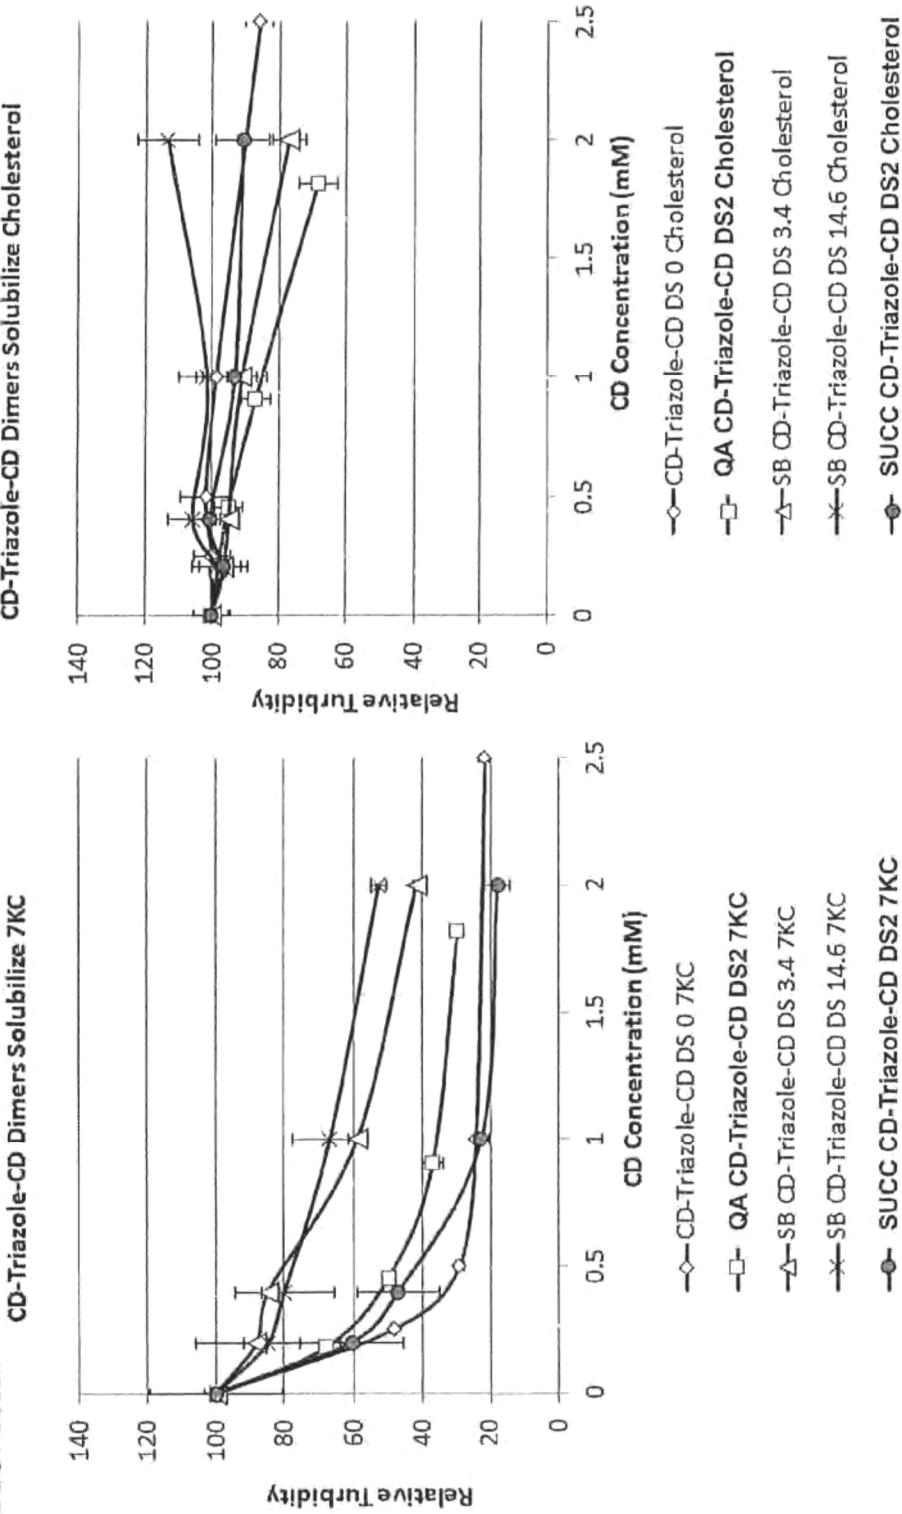 CD-Triazole-CD Dimers Solubilize 7KC
140
120
100
80
60
40
20
0
Relative Turbidity
0
0.5
1
1.5
2
2.5
CD Concentration (mM)
CD-Triazole-CD DS 0 7KC
QA CD-Triazole-CD DS2 7KC
SB CD-Triazole-CD DS 3.4 7KC
SB CD-Triazole-CD DS 14.6 7KC
SUCC CD-Triazole-CD DS2 7KC
CD-Triazole-CD Dimers Solubilize Cholesterol
140
120
100
80
60
40
20
0
Relative Turbidity
0
0.5
1
1.5
2
2.5
CD Concentration (mM)
CD-Triazole-CD DS 0 Cholesterol
QA CD-Triazole-CD DS2 Cholesterol
SB CD-Triazole-CD DS 3.4 Cholesterol
SB CD-Triazole-CD DS 14.6 Cholesterol
SUCC CD-Triazole-CD DS2 Cholesterol